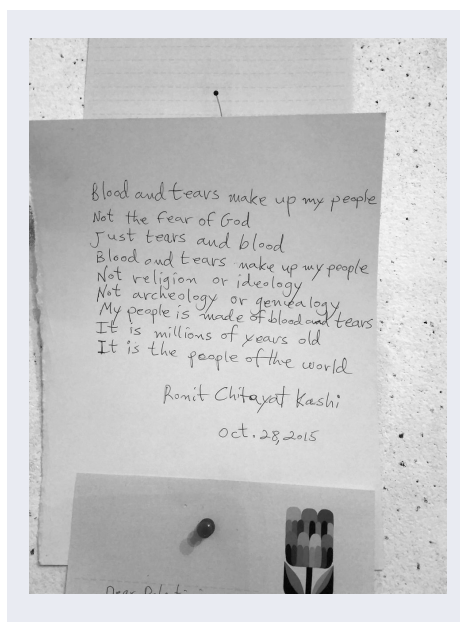 Blood and tears make up my people
Not the fear of God
Just tears and blood
Blood and tears make up my people
Not religion or ideology
Not archeology or genealogy
My people is made of blood and tears
It is millions of years old
It is the people of the world
Ronit Chitayat Kashi
Oct. 28, 2015
Dear